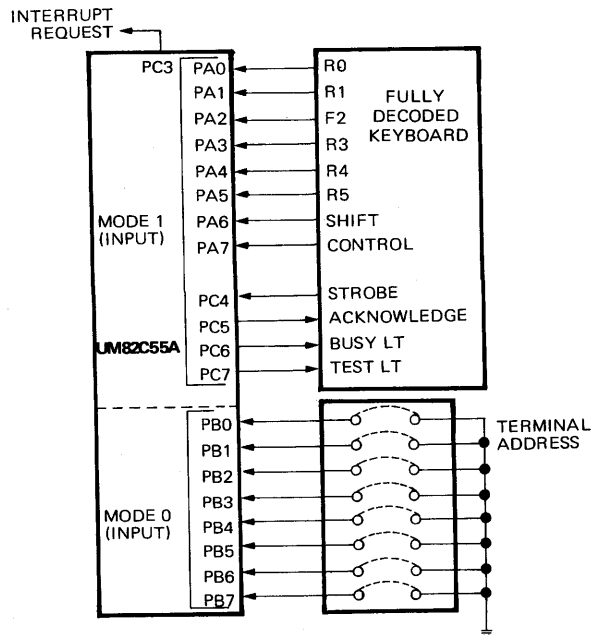 INTERRUPT
REQUEST
PC3
PA0
PA1
PA2
PA3
PA4
PA5
PA6
PA7
MODE 1
(INPUT)
PC4
PC5
UM82C55A
PC6
PC7
R0
R1
F2
R3
R4
R5
SHIFT
CONTROL
STROBE
ACKNOWLEDGE
BUSY LT
TEST LT
FULLY
DECODED
KEYBOARD
PB0
PB1
PB2
PB3
PB4
PB5
PB6
PB7
MODE 0
(INPUT)
TERMINAL
ADDRESS